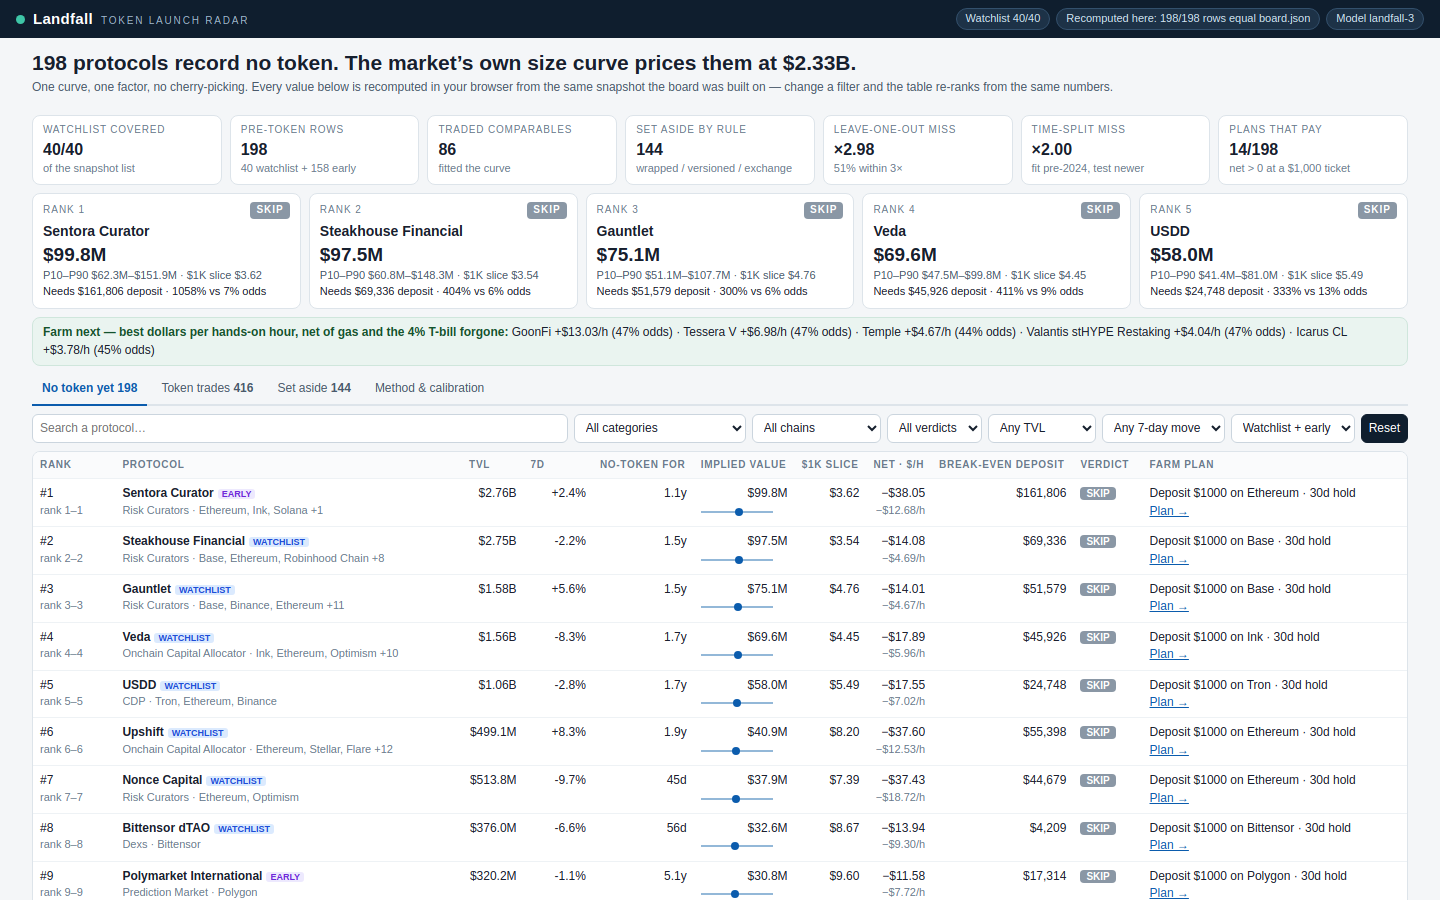 Landfall TOKEN LAUNCH RADAR
Watchlist 40/40
Recomputed here: 198/198 rows equal board.json
Model landfall-3
198 protocols record no token. The market's own size curve prices them at $2.33B.
One curve, one factor, no cherry-picking. Every value below is recomputed in your browser from the same snapshot the board was built on — change a filter and the table re-ranks from the same numbers.
WATCHLIST COVERED
40/40
of the snapshot list
PRE-TOKEN ROWS
198
40 watchlist + 158 early
TRADED COMPARABLES
86
fitted the curve
SET ASIDE BY RULE
144
wrapped / versioned / exchange
LEAVE-ONE-OUT MISS
×2.98
51% within 3×
TIME-SPLIT MISS
×2.00
fit pre-2024, test newer
PLANS THAT PAY
14/198
net > 0 at a $1,000 ticket
RANK 1 SKIP
Sentora Curator
$99.8M
P10–P90 $62.3M–$151.9M · $1K slice $3.62
Needs $161,806 deposit · 1058% vs 7% odds
RANK 2 SKIP
Steakhouse Financial
$97.5M
P10–P90 $60.8M–$148.3M · $1K slice $3.54
Needs $69,336 deposit · 404% vs 6% odds
RANK 3 SKIP
Gauntlet
$75.1M
P10–P90 $51.1M–$107.7M · $1K slice $4.76
Needs $51,579 deposit · 300% vs 6% odds
RANK 4 SKIP
Veda
$69.6M
P10–P90 $47.5M–$99.8M · $1K slice $4.45
Needs $45,926 deposit · 411% vs 9% odds
RANK 5 SKIP
USDD
$58.0M
P10–P90 $41.4M–$81.0M · $1K slice $5.49
Needs $24,748 deposit · 333% vs 13% odds
Farm next — best dollars per hands-on hour, net of gas and the 4% T-bill forgone: GoonFi +$13.03/h (47% odds) · Tessera V +$6.98/h (47% odds) · Temple +$4.67/h (44% odds) · Valantis stHYPE Restaking +$4.04/h (47% odds) · Icarus CL
+$3.78/h (45% odds)
No token yet 198 Token trades 416 Set aside 144 Method & calibration
Search a protocol… All categories All chains All verdicts Any TVL Any 7-day move Watchlist + early Reset
RANK PROTOCOL TVL 7D NO-TOKEN FOR IMPLIED VALUE $1K SLICE NET · $/H BREAK-EVEN DEPOSIT VERDICT FARM PLAN
#1 Sentora Curator EARLY $2.76B +2.4% 1.1y $99.8M $3.62 −$38.05 $161,806 SKIP Deposit $1000 on Ethereum · 30d hold
rank 1–1 Risk Curators · Ethereum, Ink, Solana +1 −$12.68/h Plan →
#2 Steakhouse Financial WATCHLIST $2.75B -2.2% 1.5y $97.5M $3.54 −$14.08 $69,336 SKIP Deposit $1000 on Base · 30d hold
rank 2–2 Risk Curators · Base, Ethereum, Robinhood Chain +8 −$4.69/h Plan →
#3 Gauntlet WATCHLIST $1.58B +5.6% 1.5y $75.1M $4.76 −$14.01 $51,579 SKIP Deposit $1000 on Base · 30d hold
rank 3–3 Risk Curators · Base, Binance, Ethereum +11 −$4.67/h Plan →
#4 Veda WATCHLIST $1.56B -8.3% 1.7y $69.6M $4.45 −$17.89 $45,926 SKIP Deposit $1000 on Ink · 30d hold
rank 4–4 Onchain Capital Allocator · Ink, Ethereum, Optimism +10 −$5.96/h Plan →
#5 USDD WATCHLIST $1.06B -2.8% 1.7y $58.0M $5.49 −$17.55 $24,748 SKIP Deposit $1000 on Tron · 30d hold
rank 5–5 CDP · Tron, Ethereum, Binance −$7.02/h Plan →
#6 Upshift WATCHLIST $499.1M +8.3% 1.9y $40.9M $8.20 −$37.60 $55,398 SKIP Deposit $1000 on Ethereum · 30d hold
rank 6–6 Onchain Capital Allocator · Ethereum, Stellar, Flare +12 −$12.53/h Plan →
#7 Nonce Capital WATCHLIST $513.8M -9.7% 45d $37.9M $7.39 −$37.43 $44,679 SKIP Deposit $1000 on Ethereum · 30d hold
rank 7–7 Risk Curators · Ethereum, Optimism −$18.72/h Plan →
#8 Bittensor dTAO WATCHLIST $376.0M -6.6% 56d $32.6M $8.67 −$13.94 $4,209 SKIP Deposit $1000 on Bittensor · 30d hold
rank 8–8 Dexs · Bittensor −$9.30/h Plan →
#9 Polymarket International EARLY $320.2M -1.1% 5.1y $30.8M $9.60 −$11.58 $17,314 SKIP Deposit $1000 on Polygon · 30d hold
rank 9–9 Prediction Market · Polygon −$7.72/h Plan →